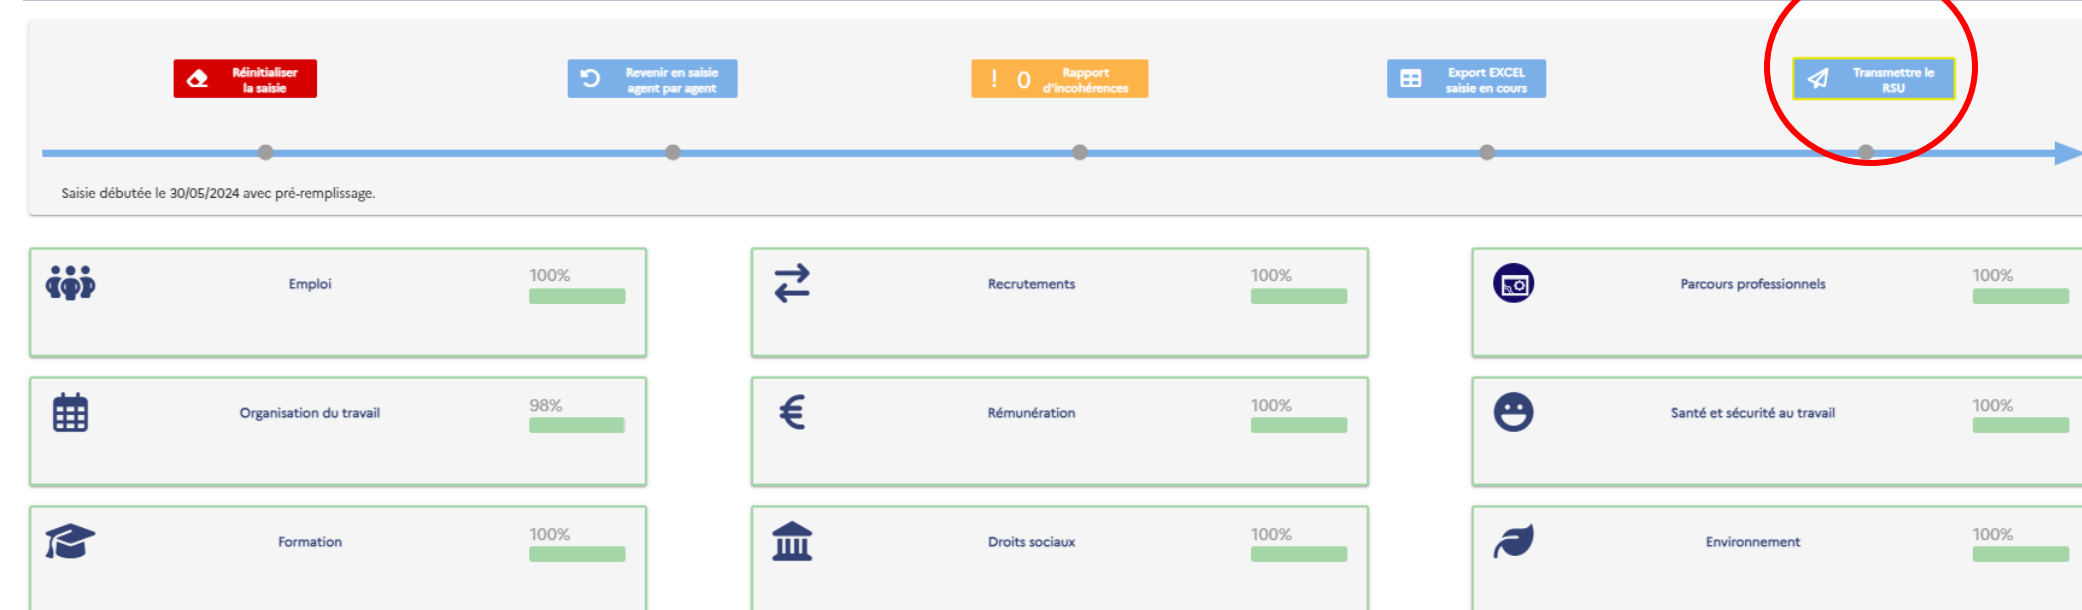 Réinitialiser
la saisie
Revenir en saisie
agent par agent
! 0 Rapport
d'incohérences
Export EXCEL
saisie en cours
Transmettre le
RSU
Saisie débutée le 30/05/2024 avec pré-remplissage.
Emploi 100%
Recrutements 100%
Parcours professionnels 100%
Organisation du travail 98%
€ Rémunération 100%
Santé et sécurité au travail 100%
Formation 100%
Droits sociaux 100%
Environnement 100%